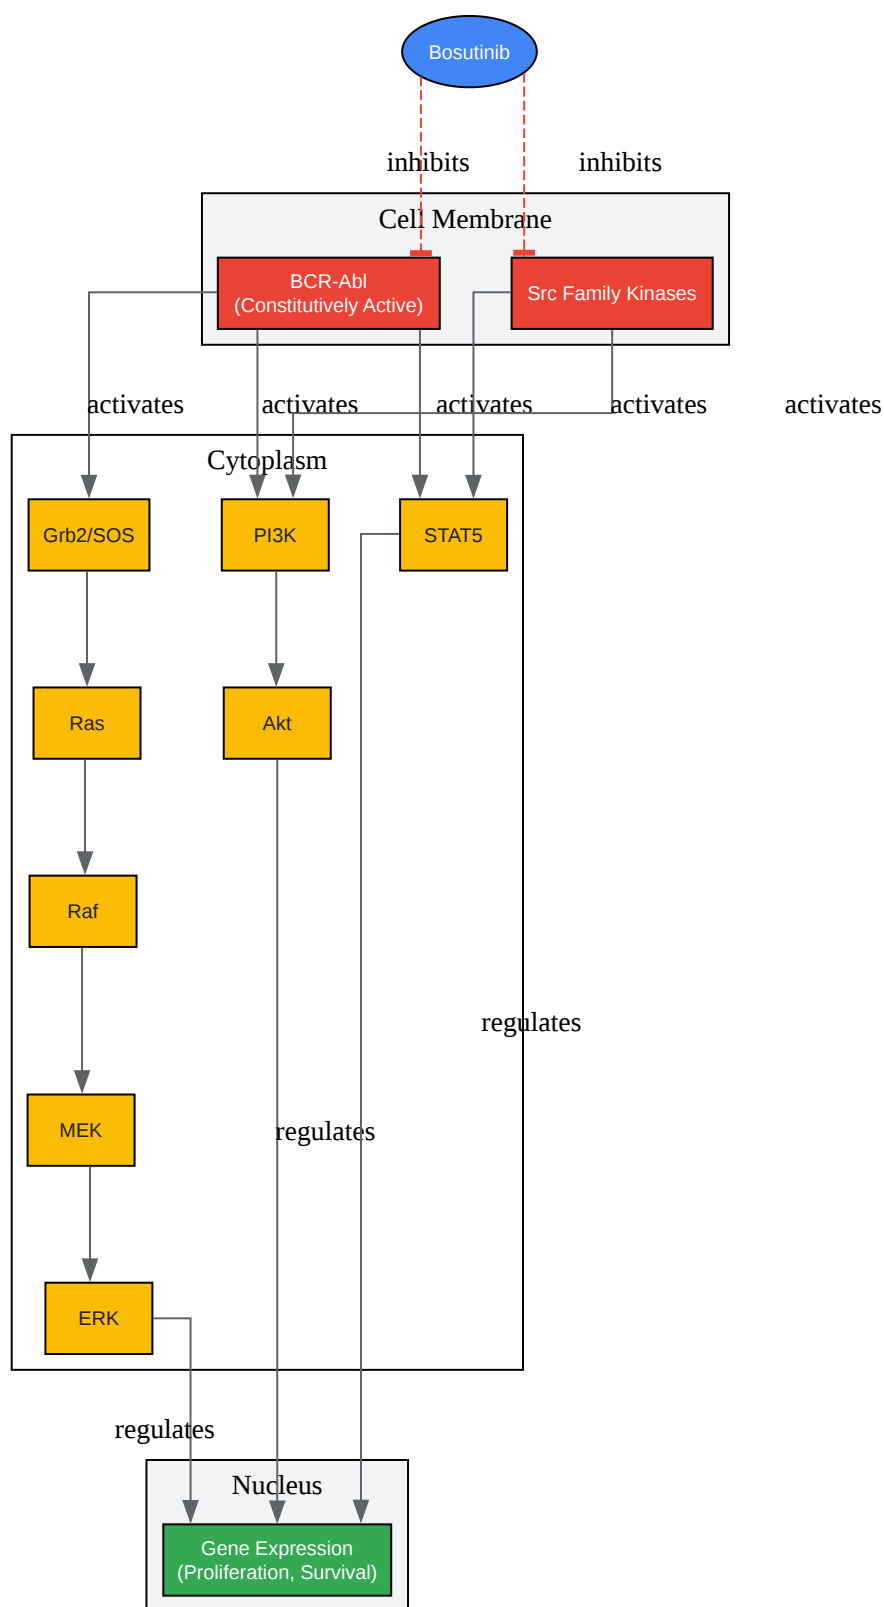 Bosutinib
inhibits
inhibits
Cell Membrane
BCR-Abl
(Constitutively Active)
Src Family Kinases
activates
activates
activates
activates
activates
Cytoplasm
Grb2/SOS
PI3K
STAT5
Ras
Akt
Raf
regulates
MEK
regulates
ERK
regulates
Nucleus
Gene Expression
(Proliferation, Survival)